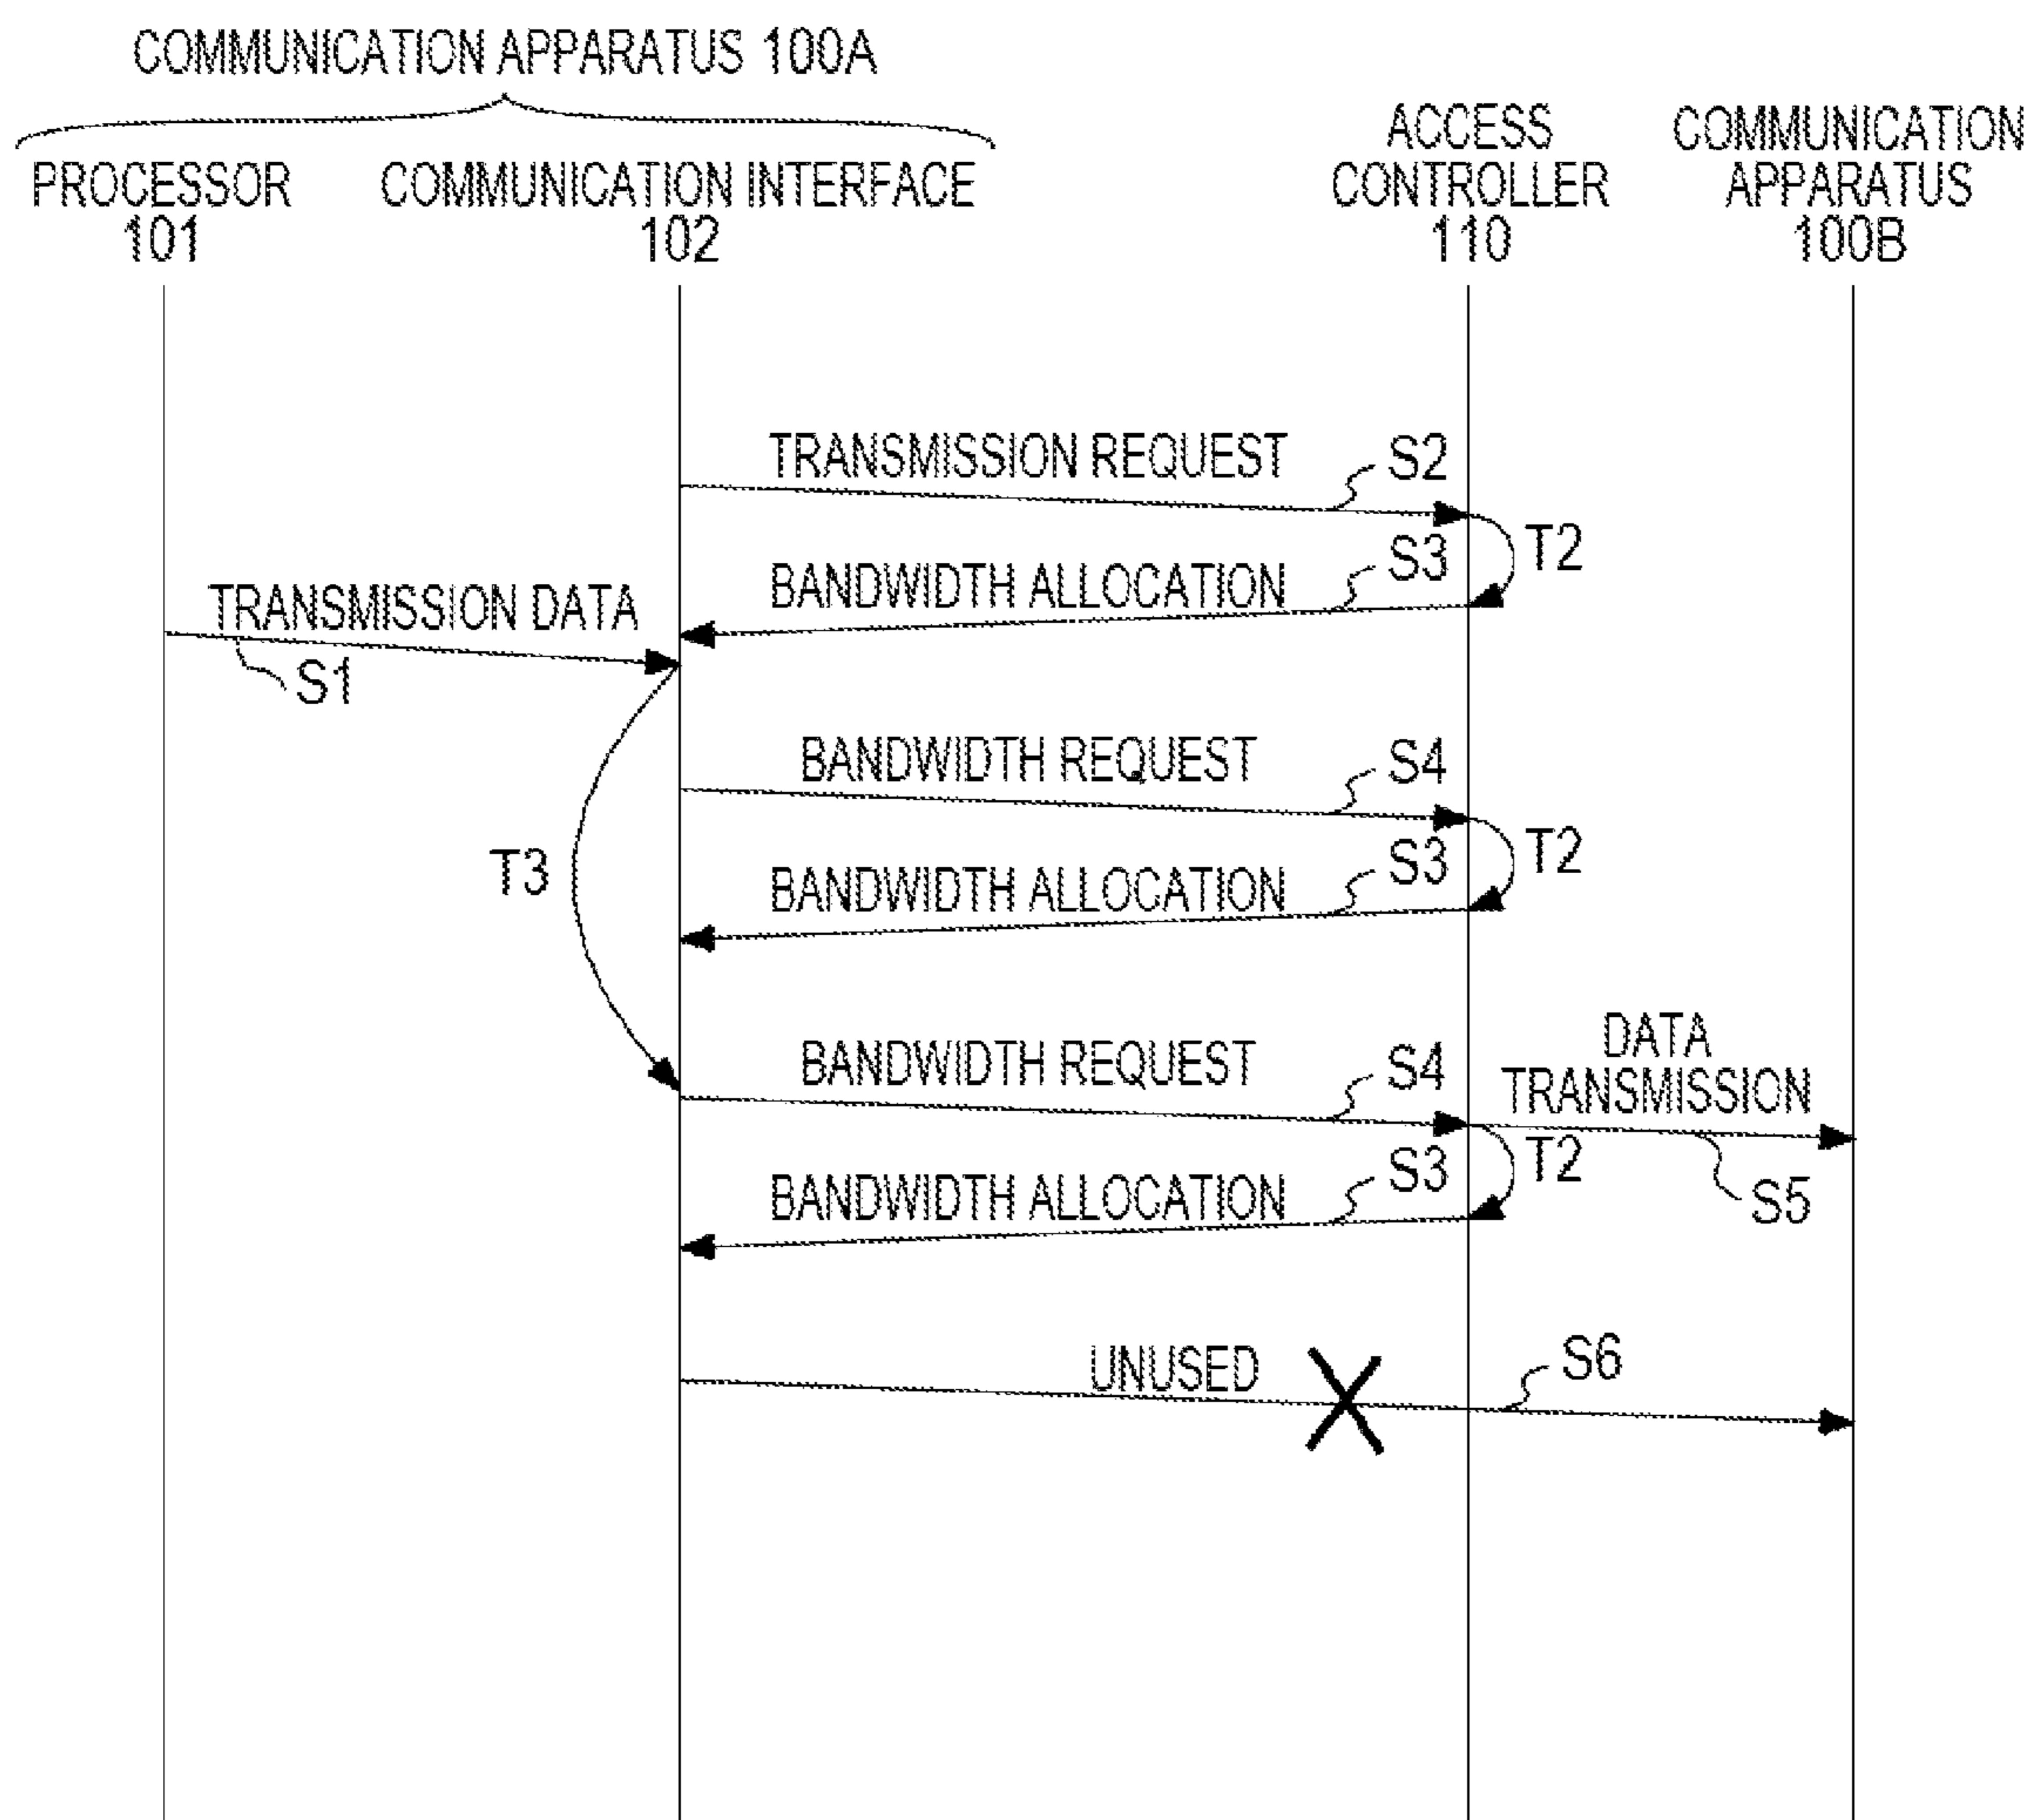 COMMUNICATION APPARATUS 100A
PROCESSOR
101
COMMUNICATION INTERFACE
102
ACCESS
CONTROLLER
110
COMMUNICATION
APPARATUS
100B
TRANSMISSION REQUEST
S2
T2
BANDWIDTH ALLOCATION
S3
TRANSMISSION DATA
S1
BANDWIDTH REQUEST
S4
T2
T3
BANDWIDTH ALLOCATION
S3
BANDWIDTH REQUEST
S4
DATA
TRANSMISSION
T2
BANDWIDTH ALLOCATION
S3
S5
UNUSED
S6